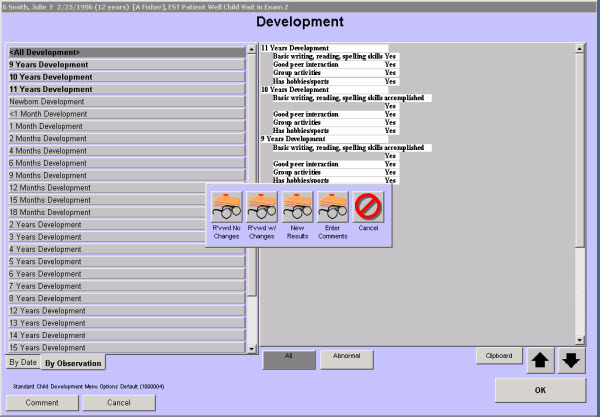 6 Smith, Julie F 2/25/1996 (12 years) [A Fisher], EST Patient Well Child Visit in Exam 2
Development
<All Development>
9 Years Development
10 Years Development
11 Years Development
Newborn Development
<1 Month Development
1 Month Development
2 Months Development
4 Months Development
6 Months Development
9 Months Development
12 Months Development
15 Months Development
18 Months Development
2 Years Development
3 Years Development
4 Years Development
5 Years Development
6 Years Development
7 Years Development
8 Years Development
12 Years Development
13 Years Development
14 Years Development
15 Years Development
By Date By Observation
11 Years Development
Basic writing, reading, spelling skills Yes
Good peer interaction Yes
Group activities Yes
Has hobbies/sports Yes
10 Years Development
Basic writing, reading, spelling skills accomplished
Yes
Good peer interaction Yes
Group activities Yes
Has hobbies/sports Yes
9 Years Development
Basic writing, reading, spelling skills accomplished
Yes
Good peer interaction Yes
Group activities Yes
Has hobbies/sports Yes
R'vwd No Changes
R'vwd w/ Changes
New Results
Enter Comments
Cancel
All Abnormal Clipboard
Standard Child Development Menu Options Default (1000004)
Comment Cancel OK